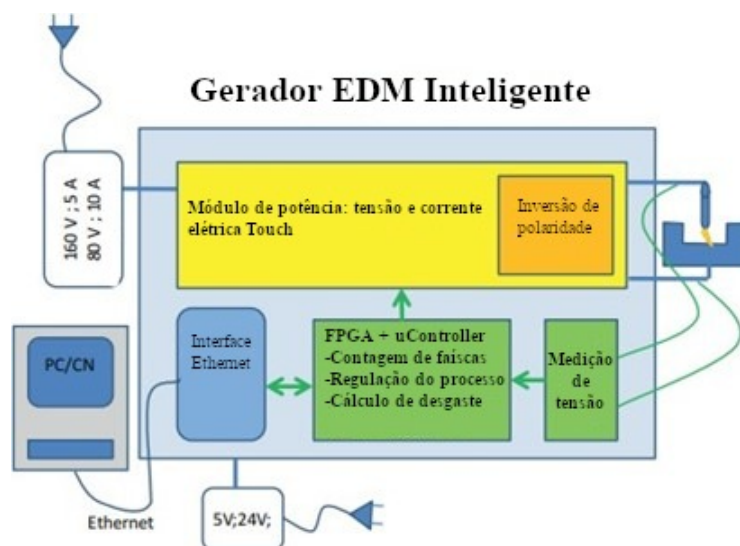 Gerador EDM Inteligente
160 V ; 5 A
80 V ; 10 A
Módulo de potência: tensão e corrente
elétrica Touch
Inversão de
polaridade
PC/CN
Interface
Ethernet
FPGA + uController
-Contagem de faíscas
-Regulação do processo
-Cálculo de desgaste
Medição
de
tensão
Ethernet
5V;24V;